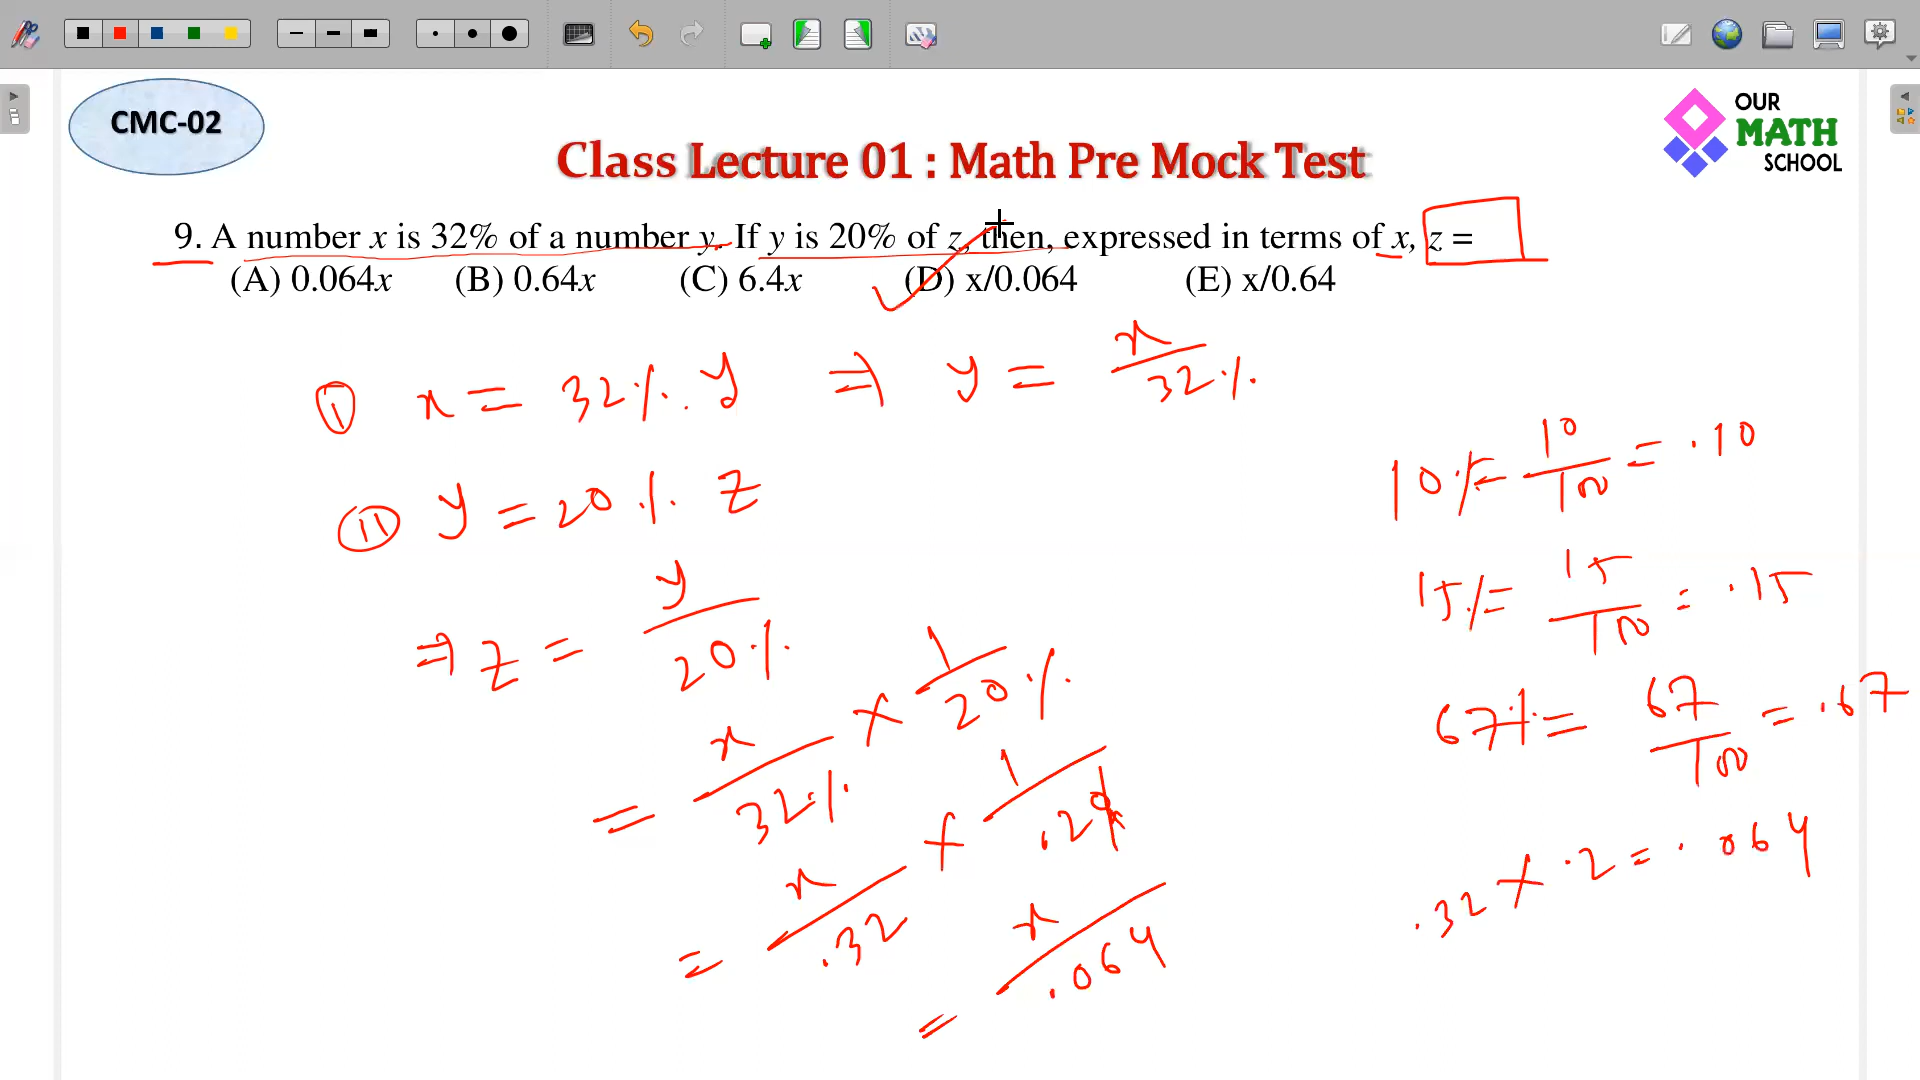 CMC-02
OUR
MATH
SCHOOL
Class Lecture 01 : Math Pre Mock Test
9. A number x is 32% of a number y. If y is 20% of z, then, expressed in terms of x, z =
(A) 0.064x (B) 0.64x (C) 6.4x (D) x/0.064 (E) x/0.64
(i) x = 32% . y ⇒ y = x/32%
(ii) y = 20% z
⇒ z = y/20%
= x/32% × 1/20%
= x/.32 × 1/.20
= x/.064
10% = 10/100 = .10
15% = 15/100 = .15
67% = 67/100 = .67
.32 × .2 = .064